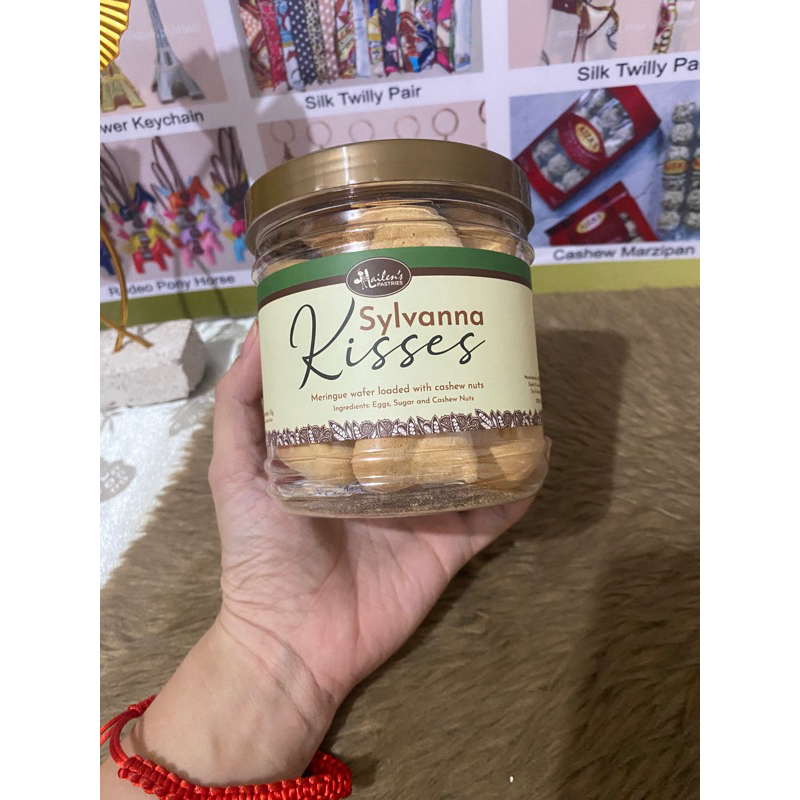 wer Keychain
Silk Twilly Pair
Silk Twilly Pa
Rodeo Pony Horse
Cashew Marzipan
Hailen's
PASTRIES
Sylvanna
Kisses
Meringue wafer loaded with cashew nuts
Ingredients: Eggs, Sugar and Cashew Nuts